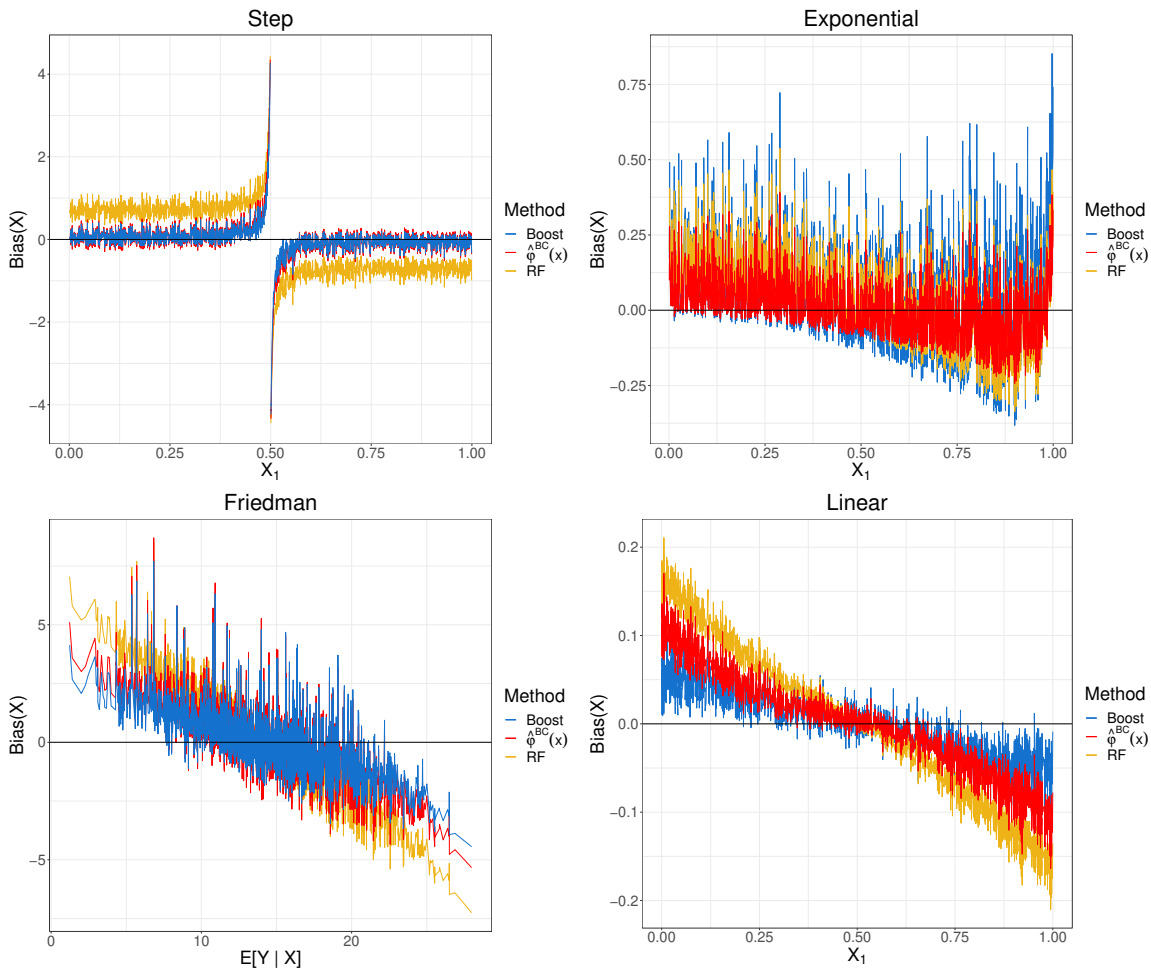 Step
Bias(X)
4
2
0
−2
−4
0.00 0.25 0.50 0.75 1.00
X₁
Method
Boost
φ̂ᴮᶜ(x)
RF
Exponential
Bias(X)
0.75
0.50
0.25
0.00
−0.25
0.00 0.25 0.50 0.75 1.00
X₁
Method
Boost
φ̂ᴮᶜ(x)
RF
Friedman
Bias(X)
5
0
−5
0 10 20
E[Y | X]
Method
Boost
φ̂ᴮᶜ(x)
RF
Linear
Bias(X)
0.2
0.1
0.0
−0.1
−0.2
0.00 0.25 0.50 0.75 1.00
X₁
Method
Boost
φ̂ᴮᶜ(x)
RF